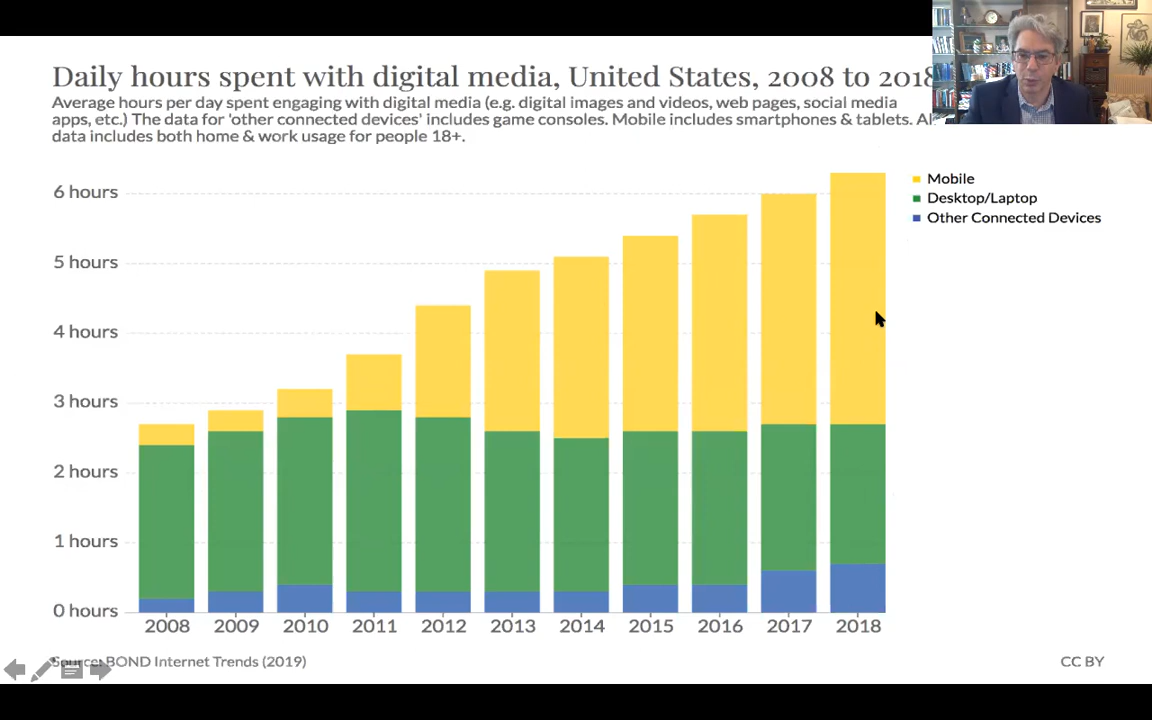 Daily hours spent with digital media, United States, 2008 to 2018
Average hours per day spent engaging with digital media (e.g. digital images and videos, web pages, social media
apps, etc.) The data for 'other connected devices' includes game consoles. Mobile includes smartphones & tablets. Al
data includes both home & work usage for people 18+.
6 hours
5 hours
4 hours
3 hours
2 hours
1 hours
0 hours
2008 2009 2010 2011 2012 2013 2014 2015 2016 2017 2018
Mobile
Desktop/Laptop
Other Connected Devices
Source: BOND Internet Trends (2019)
CC BY